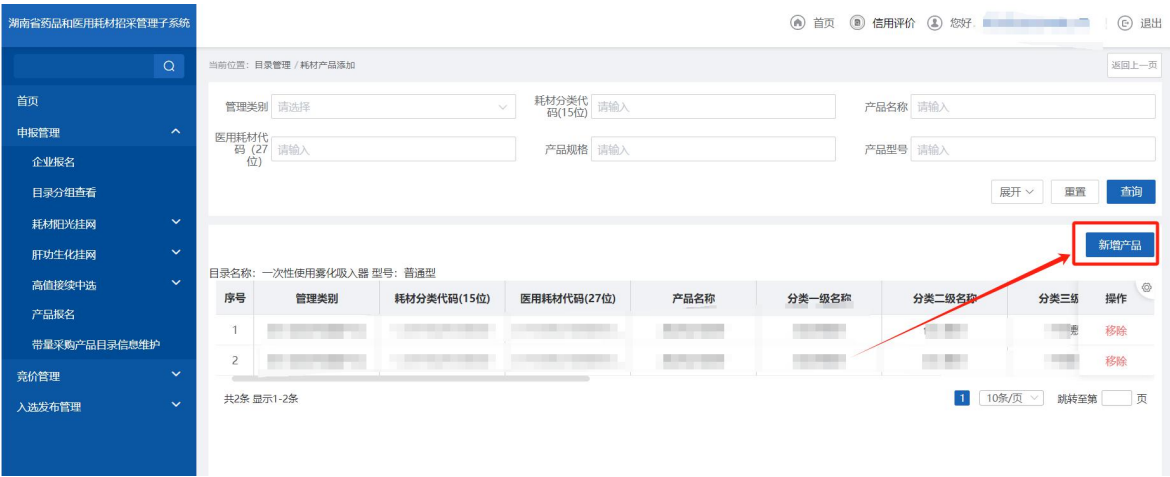 湖南省药品和医用耗材招采管理子系统
首页 信用评价 您好, 退出
当前位置: 目录管理 / 耗材产品添加 返回上一页
首页
申报管理
企业报名
目录分组查看
耗材阳光挂网
肝功生化挂网
高值接续中选
产品报名
带量采购产品目录信息维护
竞价管理
入选发布管理
管理类别 请选择 耗材分类代码(15位) 请输入 产品名称 请输入
医用耗材代码 (27位) 请输入 产品规格 请输入 产品型号 请输入
展开 重置 查询
新增产品
目录名称: 一次性使用雾化吸入器 型号: 普通型
序号 管理类别 耗材分类代码(15位) 医用耗材代码(27位) 产品名称 分类一级名称 分类二级名称 分类三级 操作
1 移除
2 移除
共2条 显示1-2条 1 10条/页 跳转至第 页